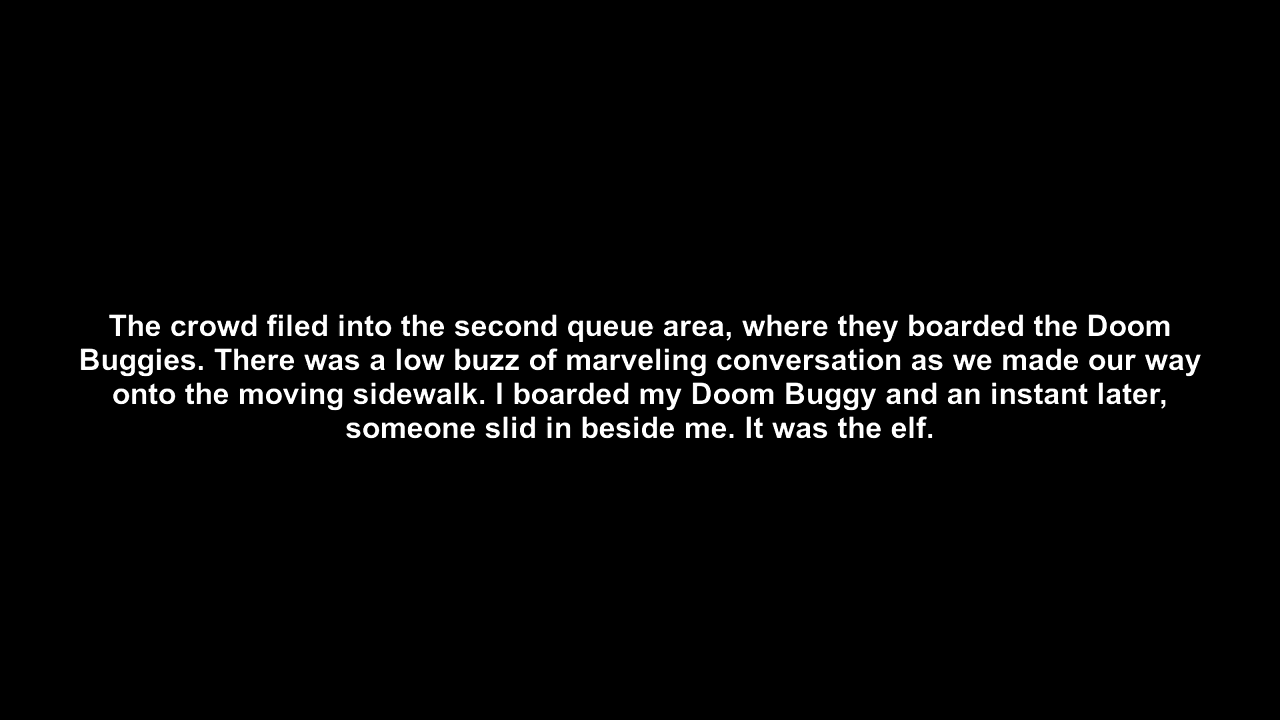 The crowd filed into the second queue area, where they boarded the Doom
Buggies. There was a low buzz of marveling conversation as we made our way
onto the moving sidewalk. I boarded my Doom Buggy and an instant later,
someone slid in beside me. It was the elf.